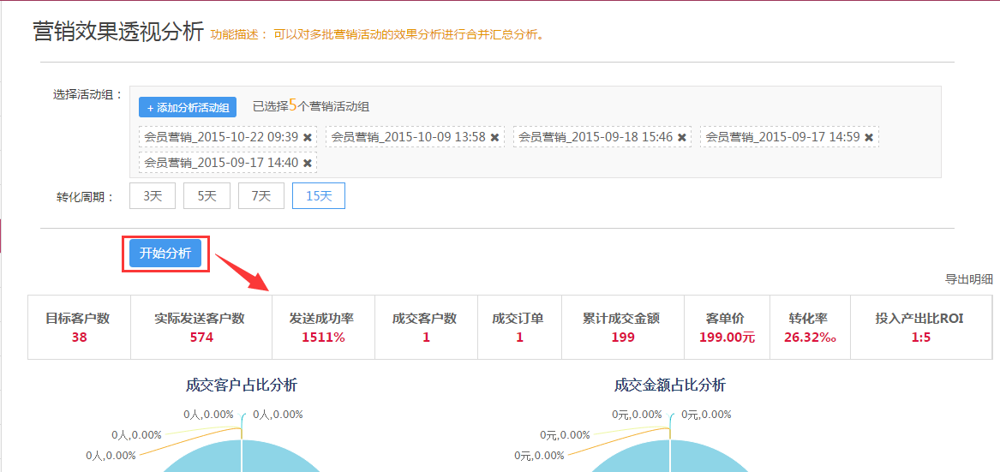 营销效果透视分析 功能描述： 可以对多批营销活动的效果分析进行合并汇总分析。
选择活动组：
+ 添加分析活动组 已选择5个营销活动组
会员营销_2015-10-22 09:39 ✖ 会员营销_2015-10-09 13:58 ✖ 会员营销_2015-09-18 15:46 ✖ 会员营销_2015-09-17 14:59 ✖
会员营销_2015-09-17 14:40 ✖
转化周期： 3天 5天 7天 15天
开始分析
导出明细
目标客户数 实际发送客户数 发送成功率 成交客户数 成交订单 累计成交金额 客单价 转化率 投入产出比ROI
38 574 1511% 1 1 199 199.00元 26.32‰ 1:5
成交客户占比分析 成交金额占比分析
0人,0.00% 0人,0.00% 0元,0.00% 0元,0.00%
0人,0.00% 0元,0.00%
0人,0.00% 0元,0.00%